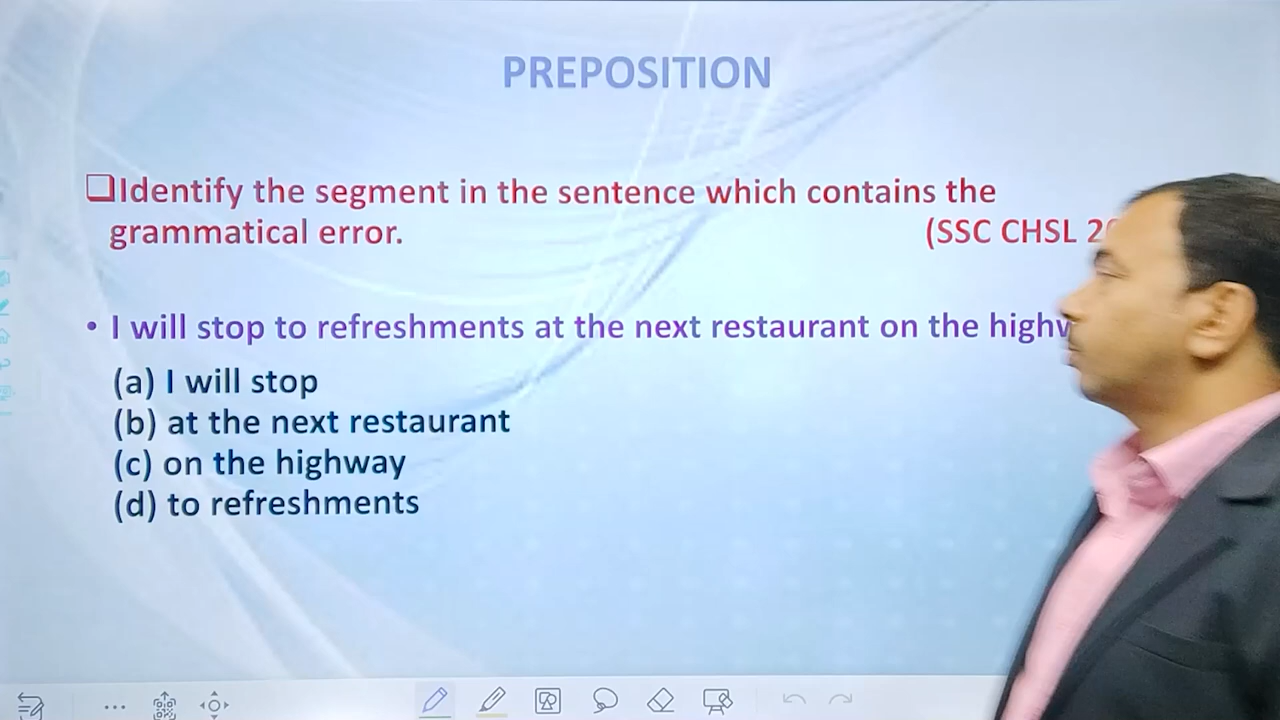 PREPOSITION
❑Identify the segment in the sentence which contains the
grammatical error. (SSC CHSL
• I will stop to refreshments at the next restaurant on the
(a) I will stop
(b) at the next restaurant
(c) on the highway
(d) to refreshments